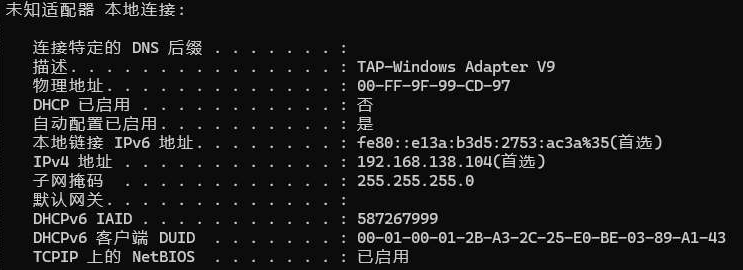 未知适配器 本地连接:
连接特定的 DNS 后缀 . . . . . . . :
描述. . . . . . . . . . . . . . . : TAP-Windows Adapter V9
物理地址. . . . . . . . . . . . . : 00-FF-9F-99-CD-97
DHCP 已启用 . . . . . . . . . . . : 否
自动配置已启用. . . . . . . . . . : 是
本地链接 IPv6 地址. . . . . . . . : fe80::e13a:b3d5:2753:ac3a%35(首选)
IPv4 地址 . . . . . . . . . . . . : 192.168.138.104(首选)
子网掩码  . . . . . . . . . . . . : 255.255.255.0
默认网关. . . . . . . . . . . . . :
DHCPv6 IAID . . . . . . . . . . . : 587267999
DHCPv6 客户端 DUID  . . . . . . . : 00-01-00-01-2B-A3-2C-25-E0-BE-03-89-A1-43
TCPIP 上的 NetBIOS  . . . . . . . : 已启用